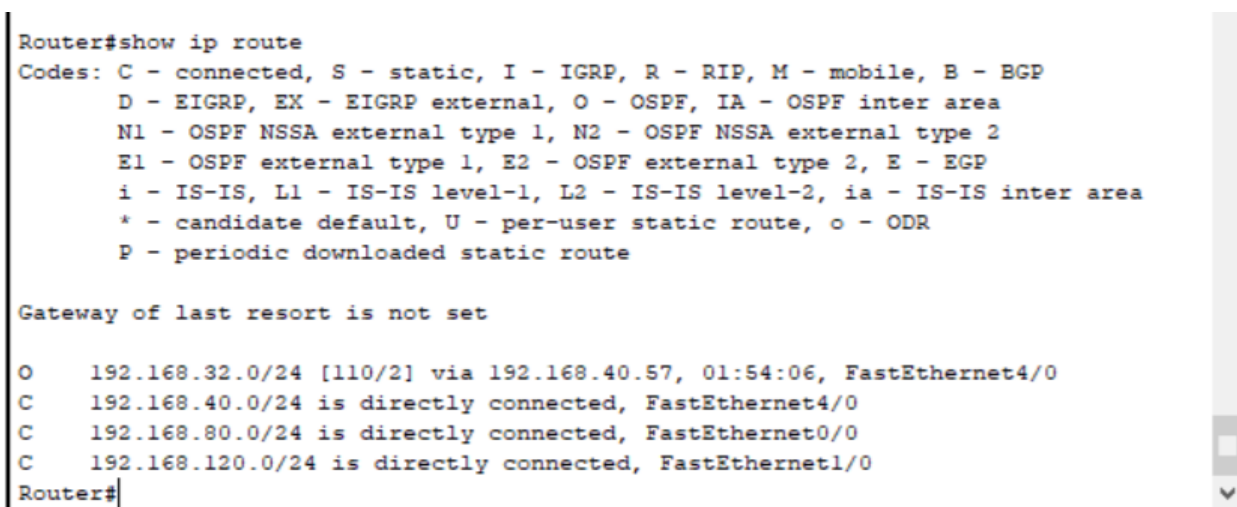 Router#show ip route
Codes: C - connected, S - static, I - IGRP, R - RIP, M - mobile, B - BGP
       D - EIGRP, EX - EIGRP external, O - OSPF, IA - OSPF inter area
       N1 - OSPF NSSA external type 1, N2 - OSPF NSSA external type 2
       E1 - OSPF external type 1, E2 - OSPF external type 2, E - EGP
       i - IS-IS, L1 - IS-IS level-1, L2 - IS-IS level-2, ia - IS-IS inter area
       * - candidate default, U - per-user static route, o - ODR
       P - periodic downloaded static route

Gateway of last resort is not set

O    192.168.32.0/24 [110/2] via 192.168.40.57, 01:54:06, FastEthernet4/0
C    192.168.40.0/24 is directly connected, FastEthernet4/0
C    192.168.80.0/24 is directly connected, FastEthernet0/0
C    192.168.120.0/24 is directly connected, FastEthernet1/0
Router#